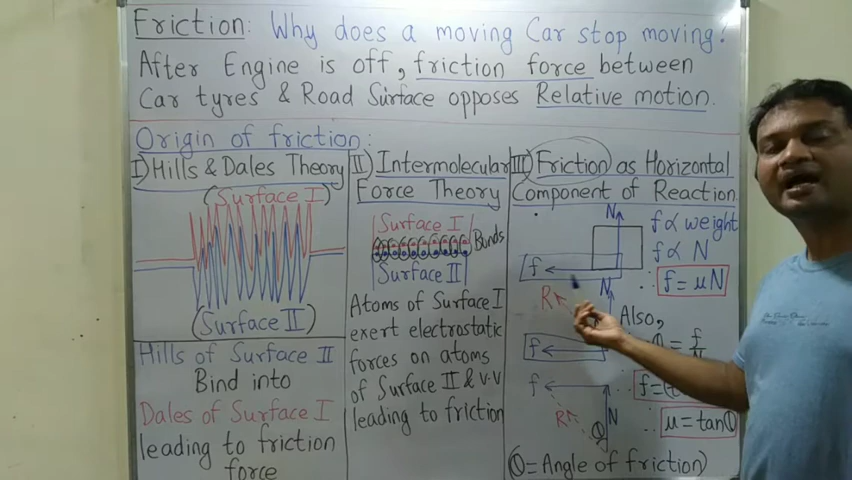 Friction: Why does a moving Car stop moving?
After Engine is off, friction force between
Car tyres & Road Surface opposes Relative motion.
Origin of friction:
I) Hills & Dales Theory
(Surface I)
(Surface II)
Hills of Surface II
Bind into
Dales of Surface I
leading to friction
force
II) Intermolecular
Force Theory
Surface I
Bonds
Surface II
Atoms of Surface I
exert electrostatic
forces on atoms
of Surface II & v.v
leading to friction
III) Friction as Horizontal
Component of Reaction.
N
f
N
R
f
f
N
R
θ
f ∝ weight
f ∝ N
∴ f = μN
Also,
= f
∴ f=
∴ μ = tanθ
(θ = Angle of friction)